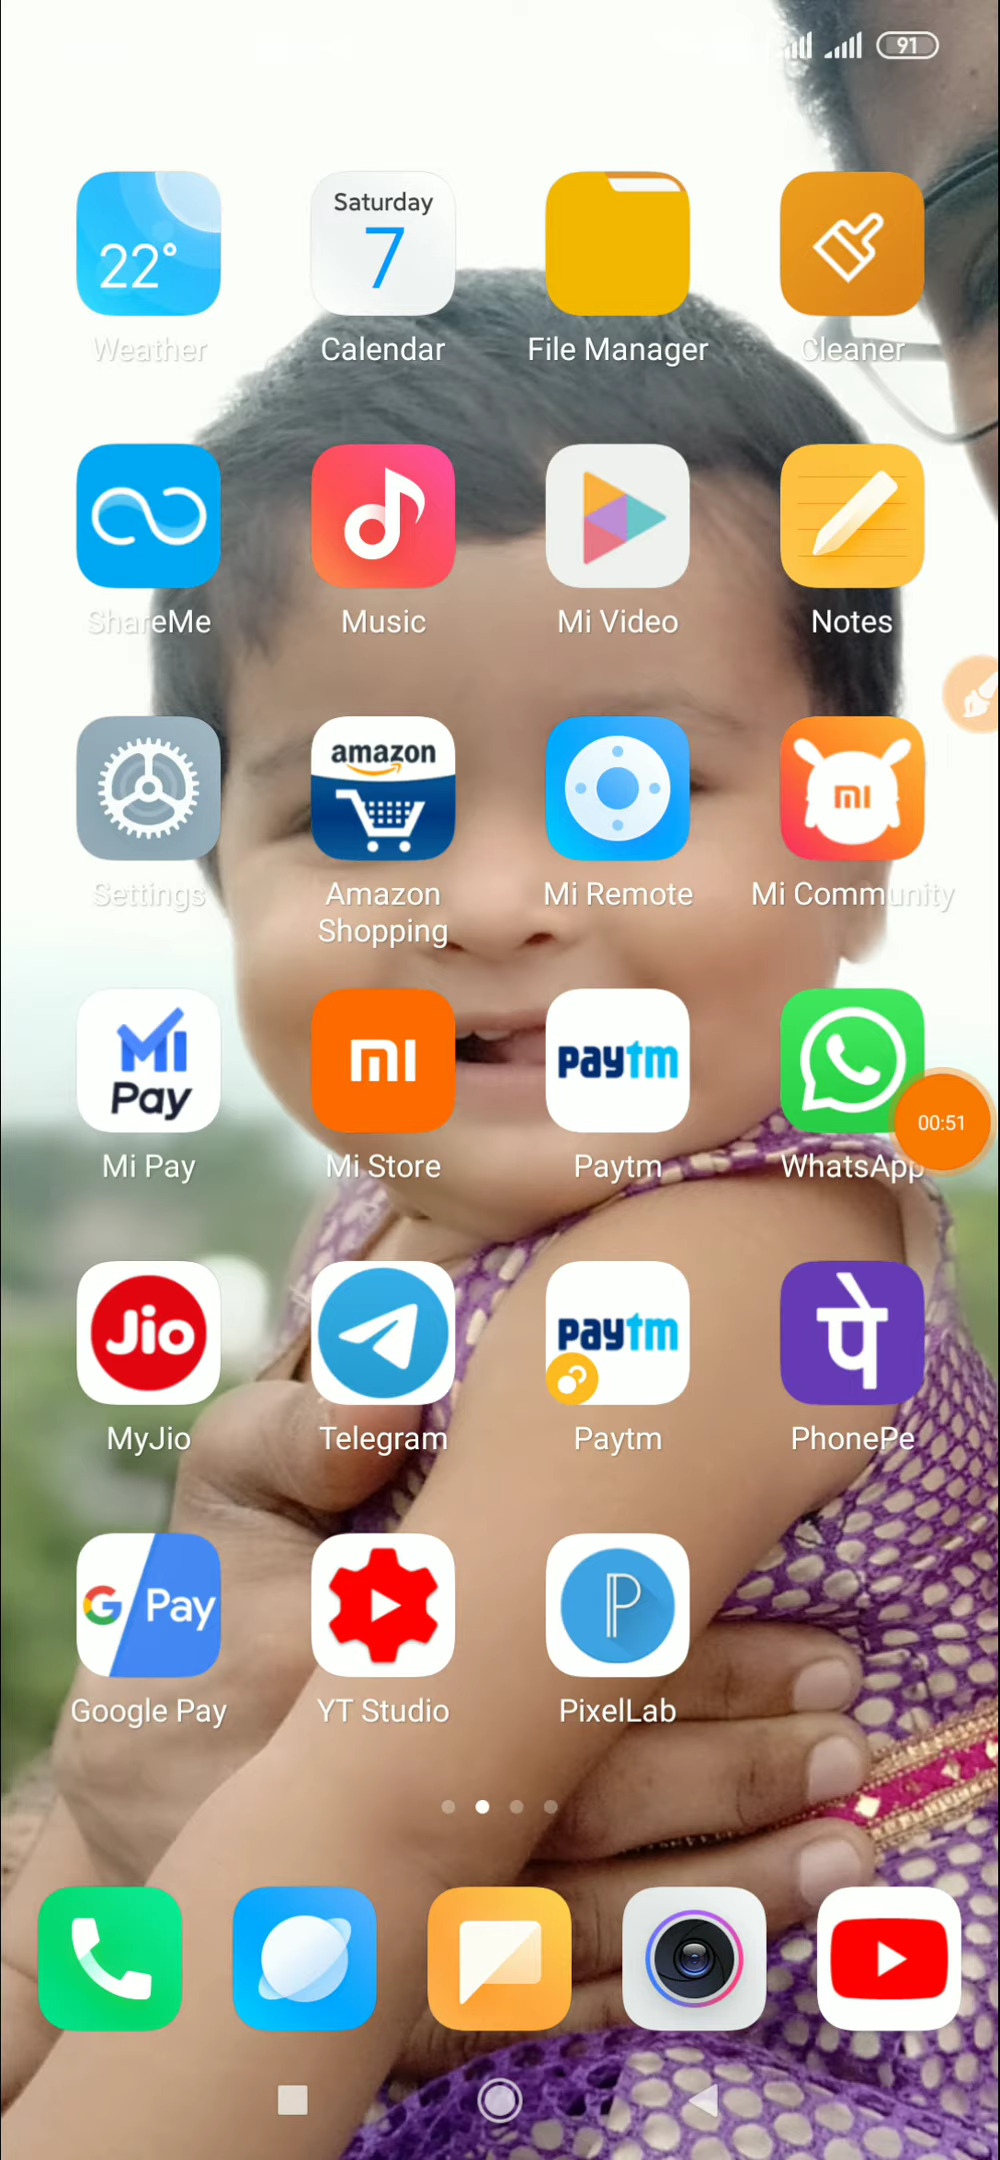 91
22°
Saturday
7
Weather
Calendar
File Manager
Cleaner
ShareMe
Music
Mi Video
Notes
amazon
mi
Settings
Amazon
Shopping
Mi Remote
Mi Community
Mi
Pay
mi
paytm
00:51
Mi Pay
Mi Store
Paytm
WhatsApp
Jio
paytm
पे
MyJio
Telegram
Paytm
PhonePe
G Pay
P
Google Pay
YT Studio
PixelLab